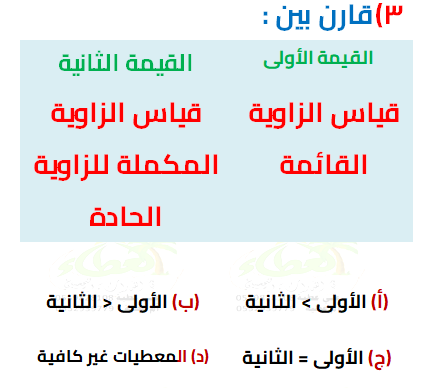 ٣) قارن بين :
القيمة الأولى
القيمة الثانية
قياس الزاوية القائمة
قياس الزاوية المكملة للزاوية الحادة
(أ) الأولى > الثانية
(ب) الأولى < الثانية
(ج) الأولى = الثانية
(د) المعطيات غير كافية